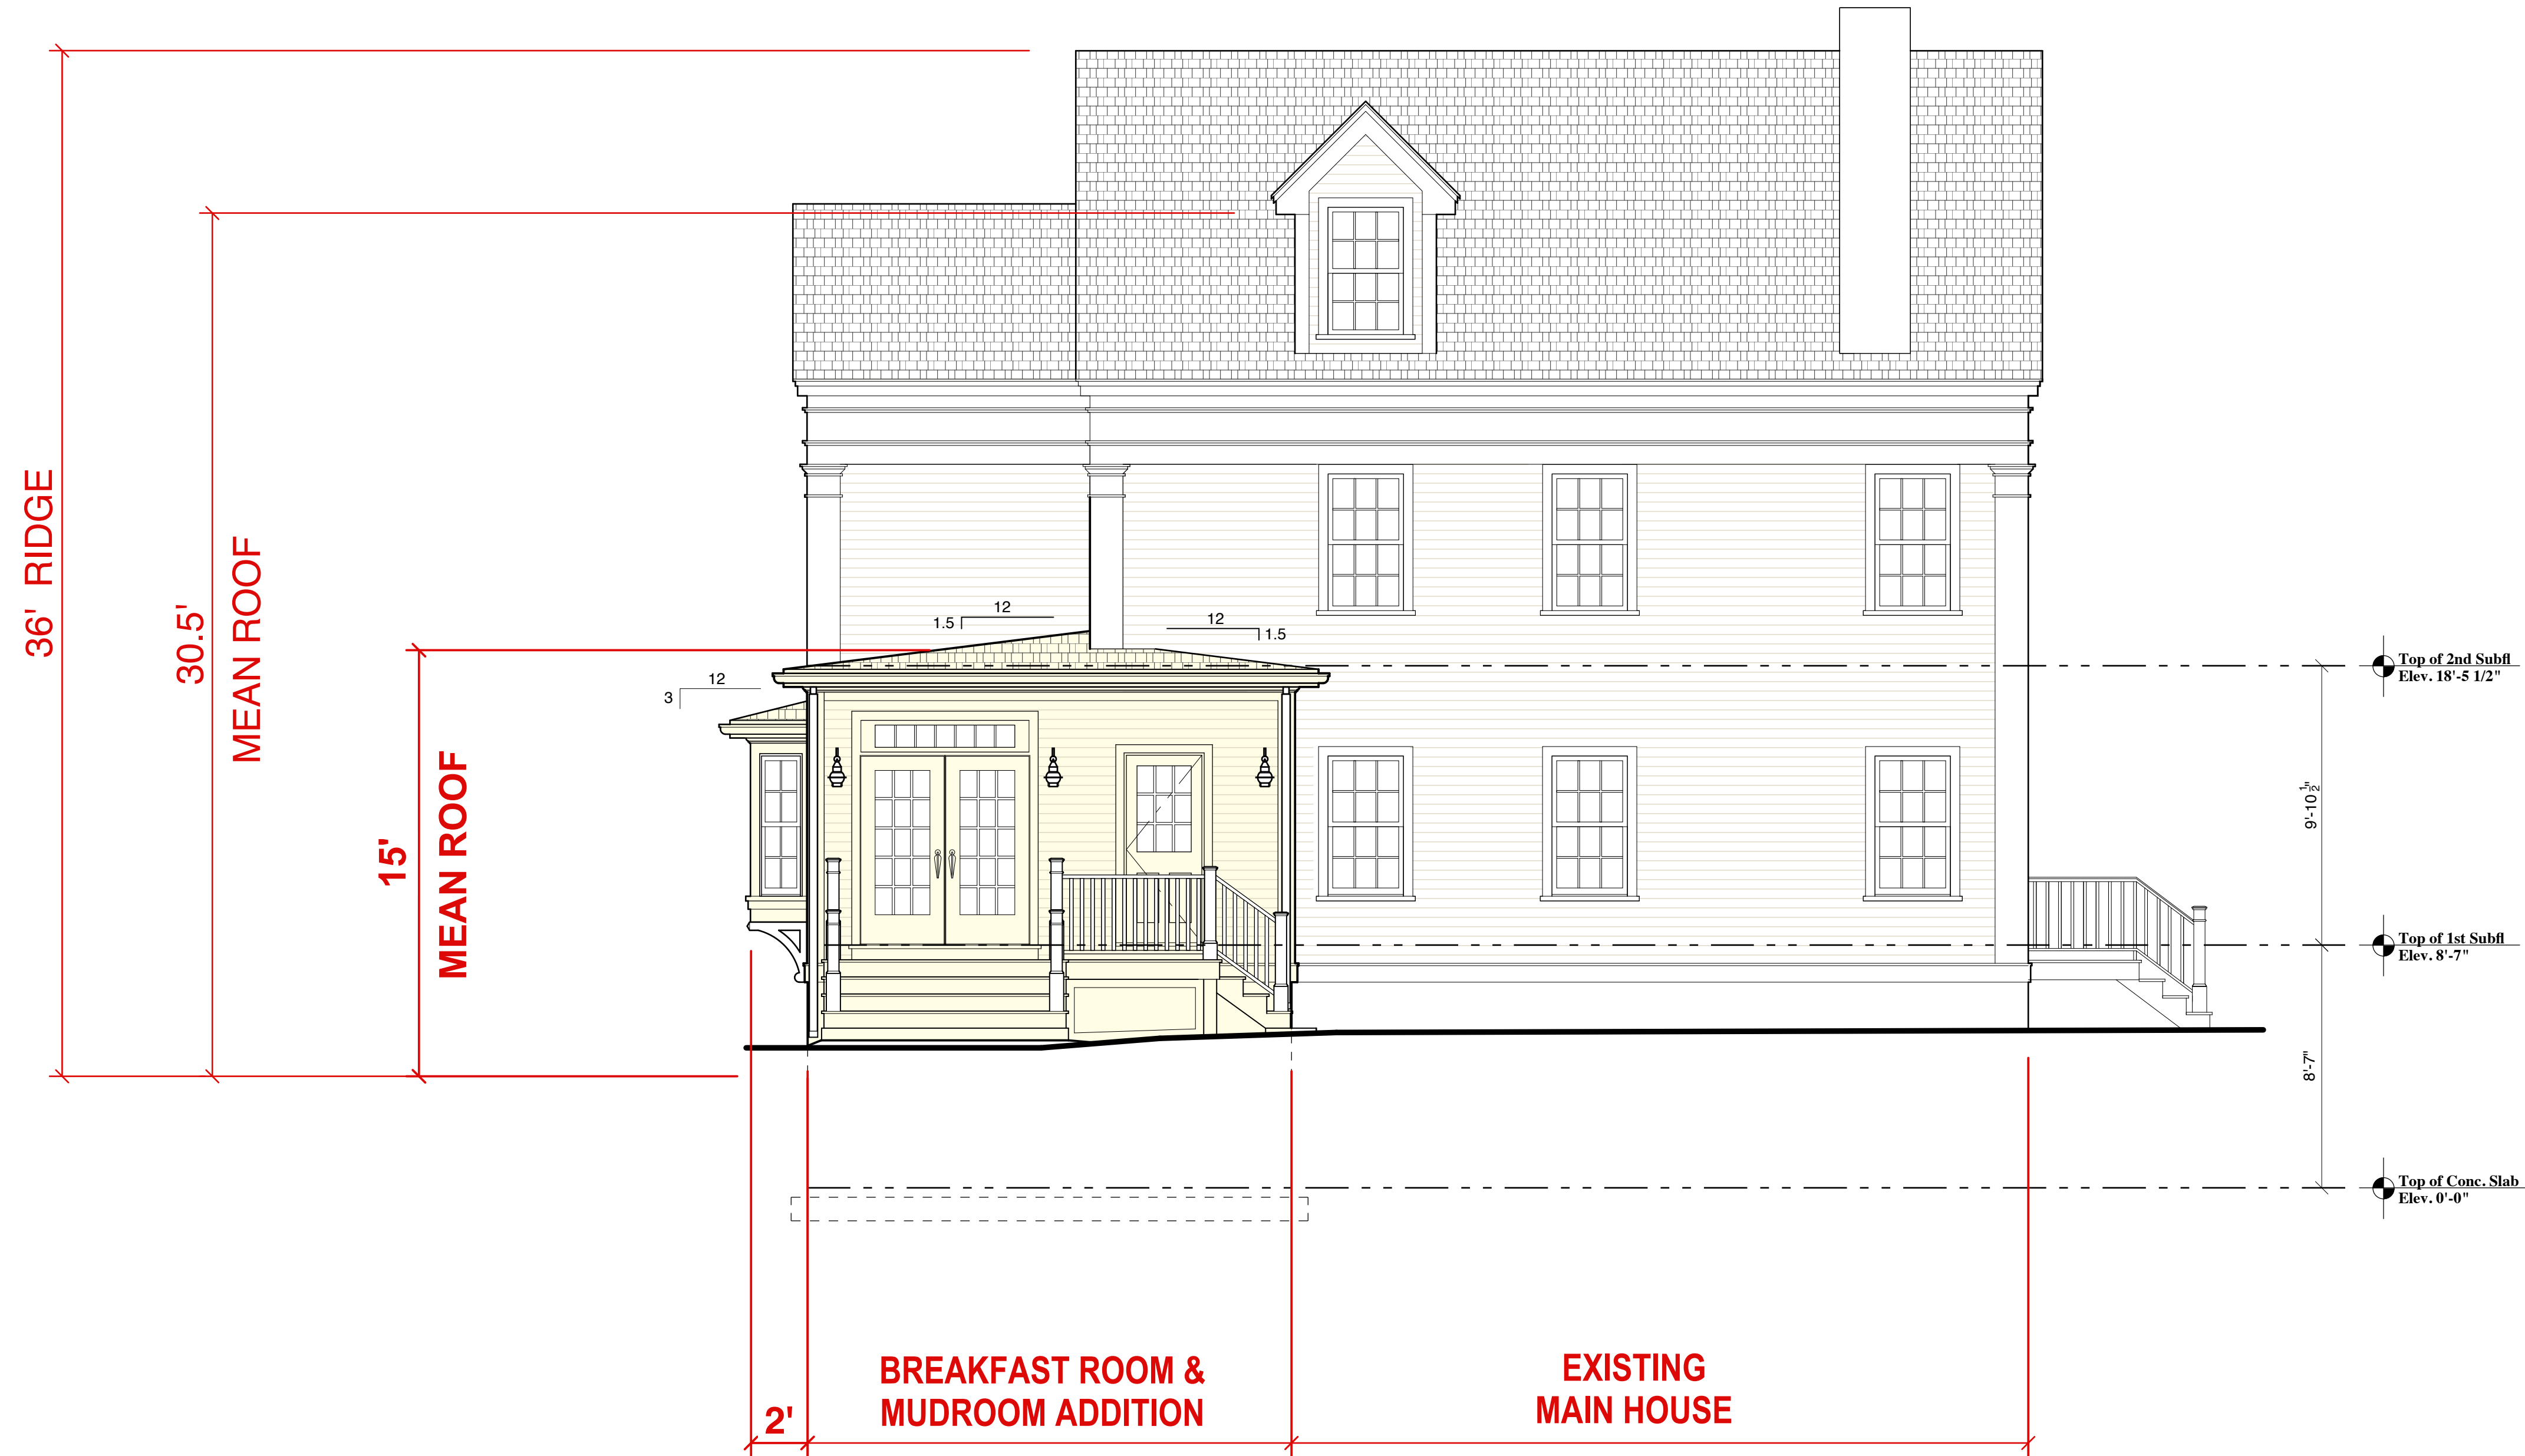 36' RIDGE
30.5'
MEAN ROOF
15'
MEAN ROOF
12
1.5
12
1.5
12
3
Top of 2nd Subfl
Elev. 18'-5 1/2"
9'-10 1/2"
Top of 1st Subfl
Elev. 8'-7"
8'-7"
Top of Conc. Slab
Elev. 0'-0"
BREAKFAST ROOM &
MUDROOM ADDITION
EXISTING
MAIN HOUSE
2'